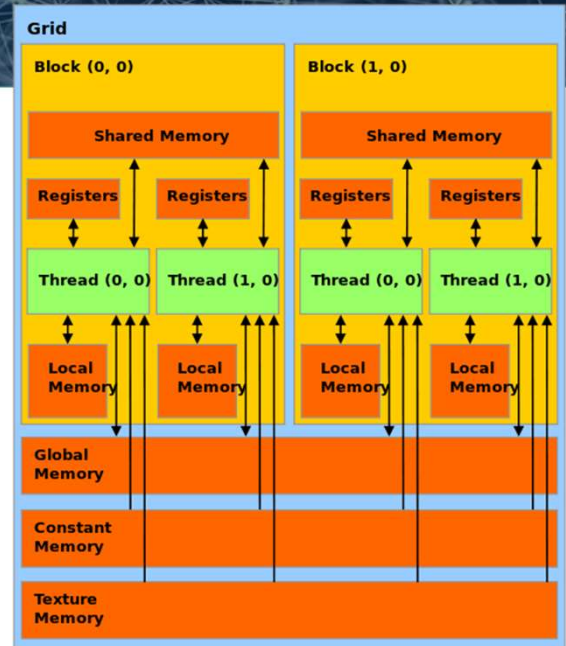 Grid
Block (0, 0)
Block (1, 0)
Shared Memory
Shared Memory
Registers
Registers
Registers
Registers
Thread (0, 0)
Thread (1, 0)
Thread (0, 0)
Thread (1, 0)
Local
Memory
Local
Memory
Local
Memory
Local
Memory
Global
Memory
Constant
Memory
Texture
Memory